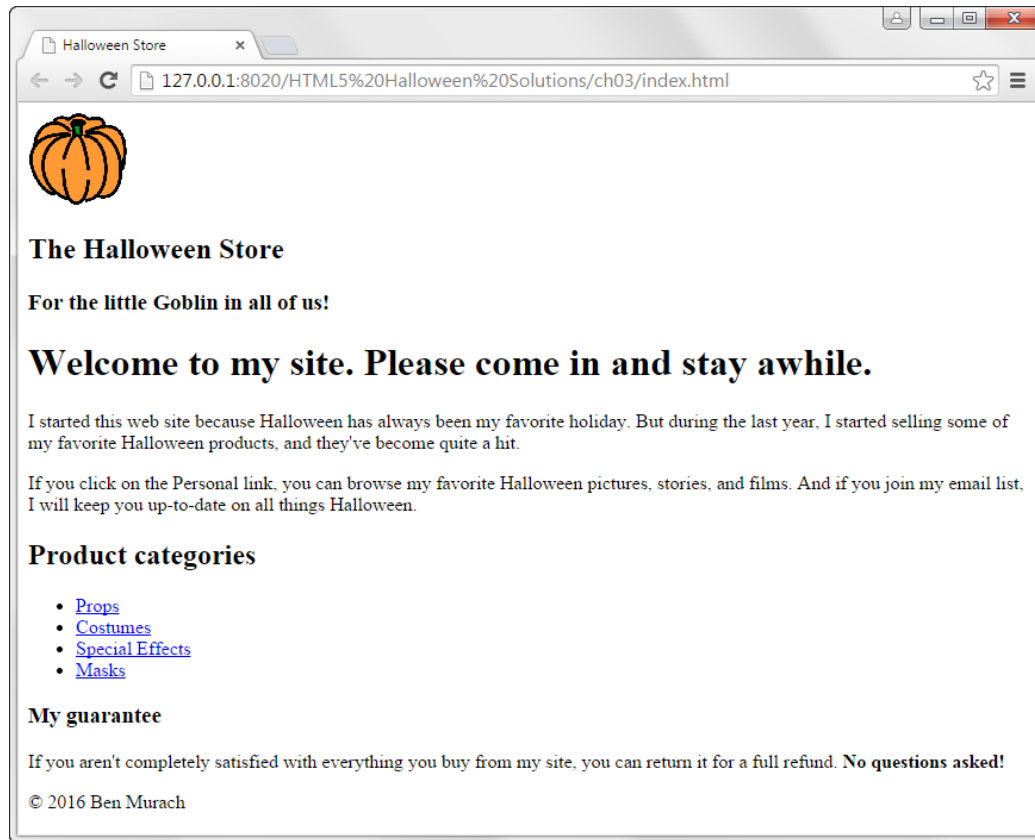 Halloween Store
127.0.0.1:8020/HTML5%20Halloween%20Solutions/ch03/index.html
The Halloween Store
For the little Goblin in all of us!
Welcome to my site. Please come in and stay awhile.
I started this web site because Halloween has always been my favorite holiday. But during the last year, I started selling some of
my favorite Halloween products, and they've become quite a hit.
If you click on the Personal link, you can browse my favorite Halloween pictures, stories, and films. And if you join my email list,
I will keep you up-to-date on all things Halloween.
Product categories
Props
Costumes
Special Effects
Masks
My guarantee
If you aren't completely satisfied with everything you buy from my site, you can return it for a full refund. No questions asked!
© 2016 Ben Murach